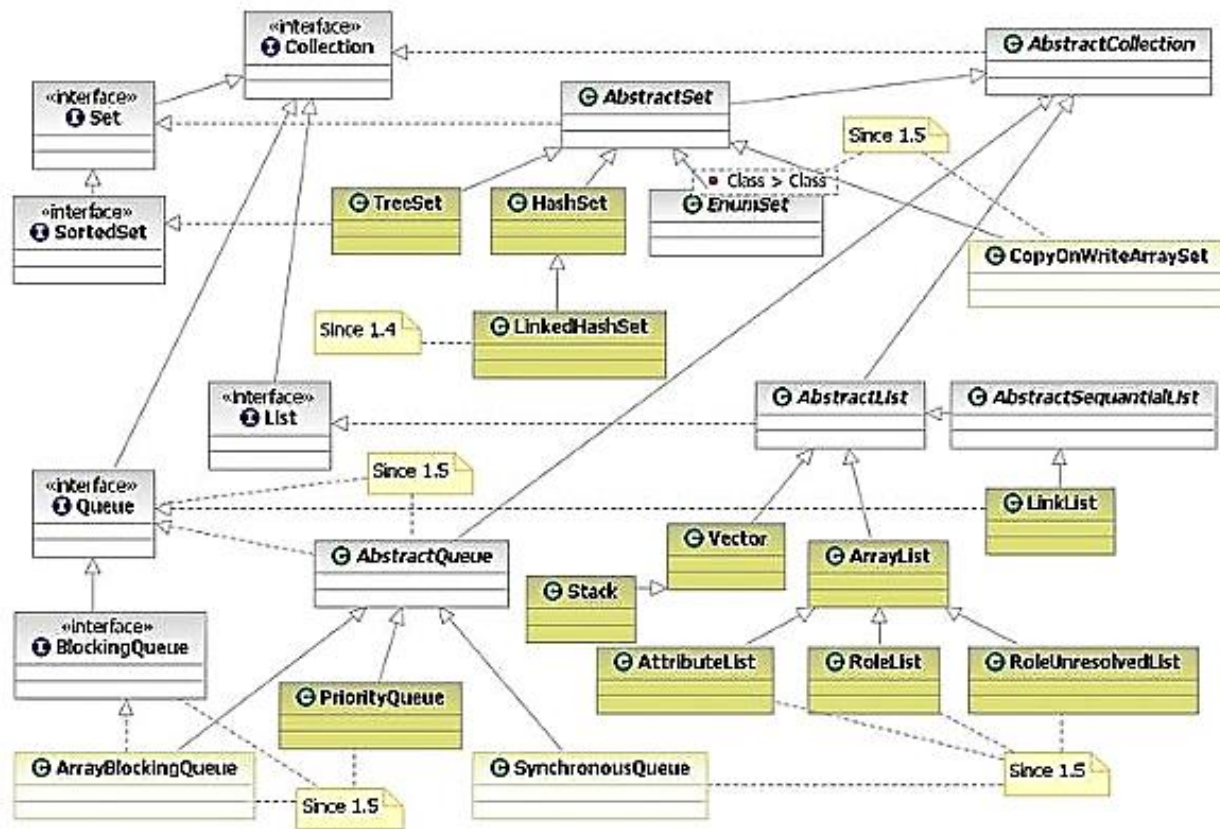 «interface»
Collection
AbstractCollection
«interface»
Set
AbstractSet
Since 1.5
Class > Class
«interface»
SortedSet
TreeSet
HashSet
EnumSet
CopyOnWriteArraySet
Since 1.4
LinkedHashSet
«interface»
List
AbstractList
AbstractSequantialList
«interface»
Queue
Since 1.5
LinkList
AbstractQueue
Vector
ArrayList
Stack
«interface»
BlockingQueue
AttributeList
RoleList
RoleUnresolvedList
PriorityQueue
ArrayBlockingQueue
SynchronousQueue
Since 1.5
Since 1.5